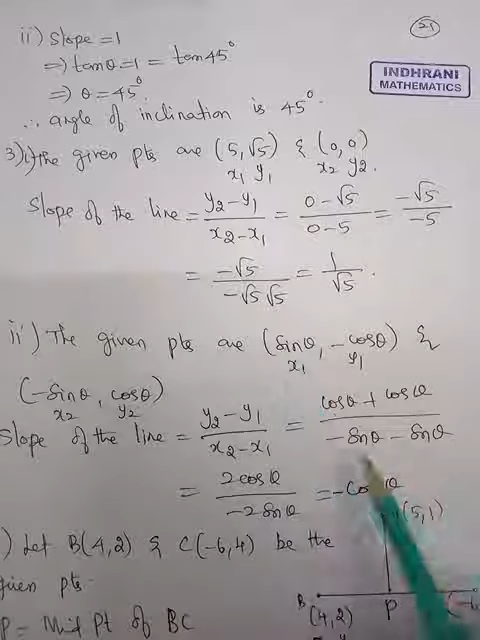 21
ii) Slope = 1
⇒ tanθ = 1 = tan45°
INDHRANI
MATHEMATICS
⇒ θ = 45°
∴ angle of inclination is 45°.
3) i) The given pts are (5, √5) & (0, 0)
x₁ y₁ x₂ y₂.
Slope of the line = y₂-y₁/x₂-x₁ = 0-√5/0-5 = -√5/-5
= -√5/-√5√5 = 1/√5.
ii) The given pts are (sinθ, -cosθ) &
x₁ y₁
(-sinθ, cosθ)
x₂ y₂
Slope of the line = y₂-y₁/x₂-x₁ = cosθ + cosθ/-sinθ - sinθ
= 2cosθ/-2sinθ = -cotθ
(5, 1)
) Let B(4,2) & C(-6,4) be the
given pts.
B P (-6
(4,2)
P = Mid Pt of BC